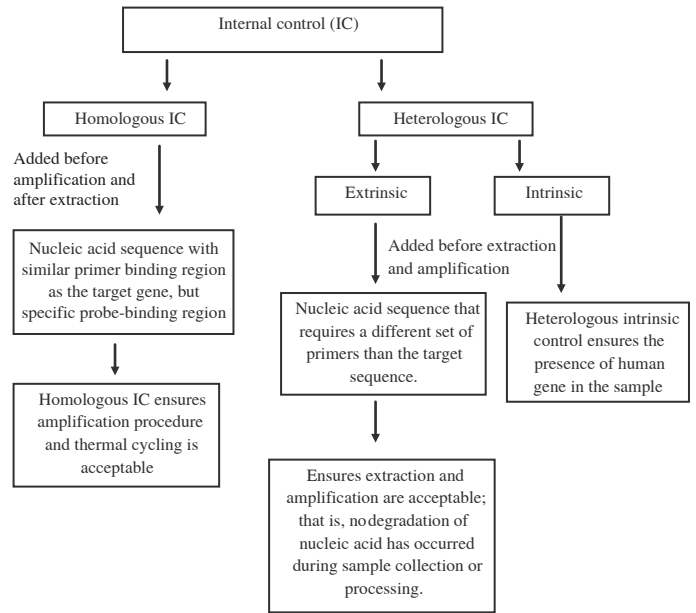 Internal control (IC)
Homologous IC
Heterologous IC
Added before
amplification and
after extraction
Extrinsic
Intrinsic
Nucleic acid sequence with
similar primer binding region
as the target gene, but
specific probe-binding region
Added before extraction
and amplification
Nucleic acid sequence that
requires a different set of
primers than the target
sequence.
Heterologous intrinsic
control ensures the
presence of human
gene in the sample
Homologous IC ensures
amplification procedure
and thermal cycling is
acceptable
Ensures extraction and
amplification are acceptable;
that is, no degradation of
nucleic acid has occurred
during sample collection or
processing.